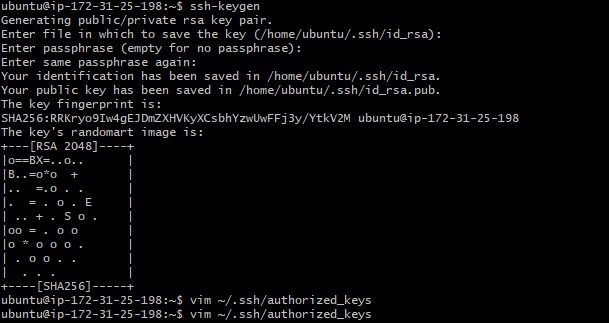 ubuntu@ip-172-31-25-198:~$ ssh-keygen
Generating public/private rsa key pair.
Enter file in which to save the key (/home/ubuntu/.ssh/id_rsa):
Enter passphrase (empty for no passphrase):
Enter same passphrase again:
Your identification has been saved in /home/ubuntu/.ssh/id_rsa.
Your public key has been saved in /home/ubuntu/.ssh/id_rsa.pub.
The key fingerprint is:
SHA256:RRKryo9Iw4gEJDmZXHVKyXCsbhYzwUwFFj3y/YtkV2M ubuntu@ip-172-31-25-198
The key's randomart image is:
+---[RSA 2048]----+
|o==BX=..o..      |
|B..=o*o  +       |
|..  =.o . .      |
|.  = . o . E     |
| .. + . S o .    |
|oo = . o o       |
|o * o o o .      |
| . o o . .       |
|  . . .          |
+----[SHA256]-----+
ubuntu@ip-172-31-25-198:~$ vim ~/.ssh/authorized_keys
ubuntu@ip-172-31-25-198:~$ vim ~/.ssh/authorized_keys